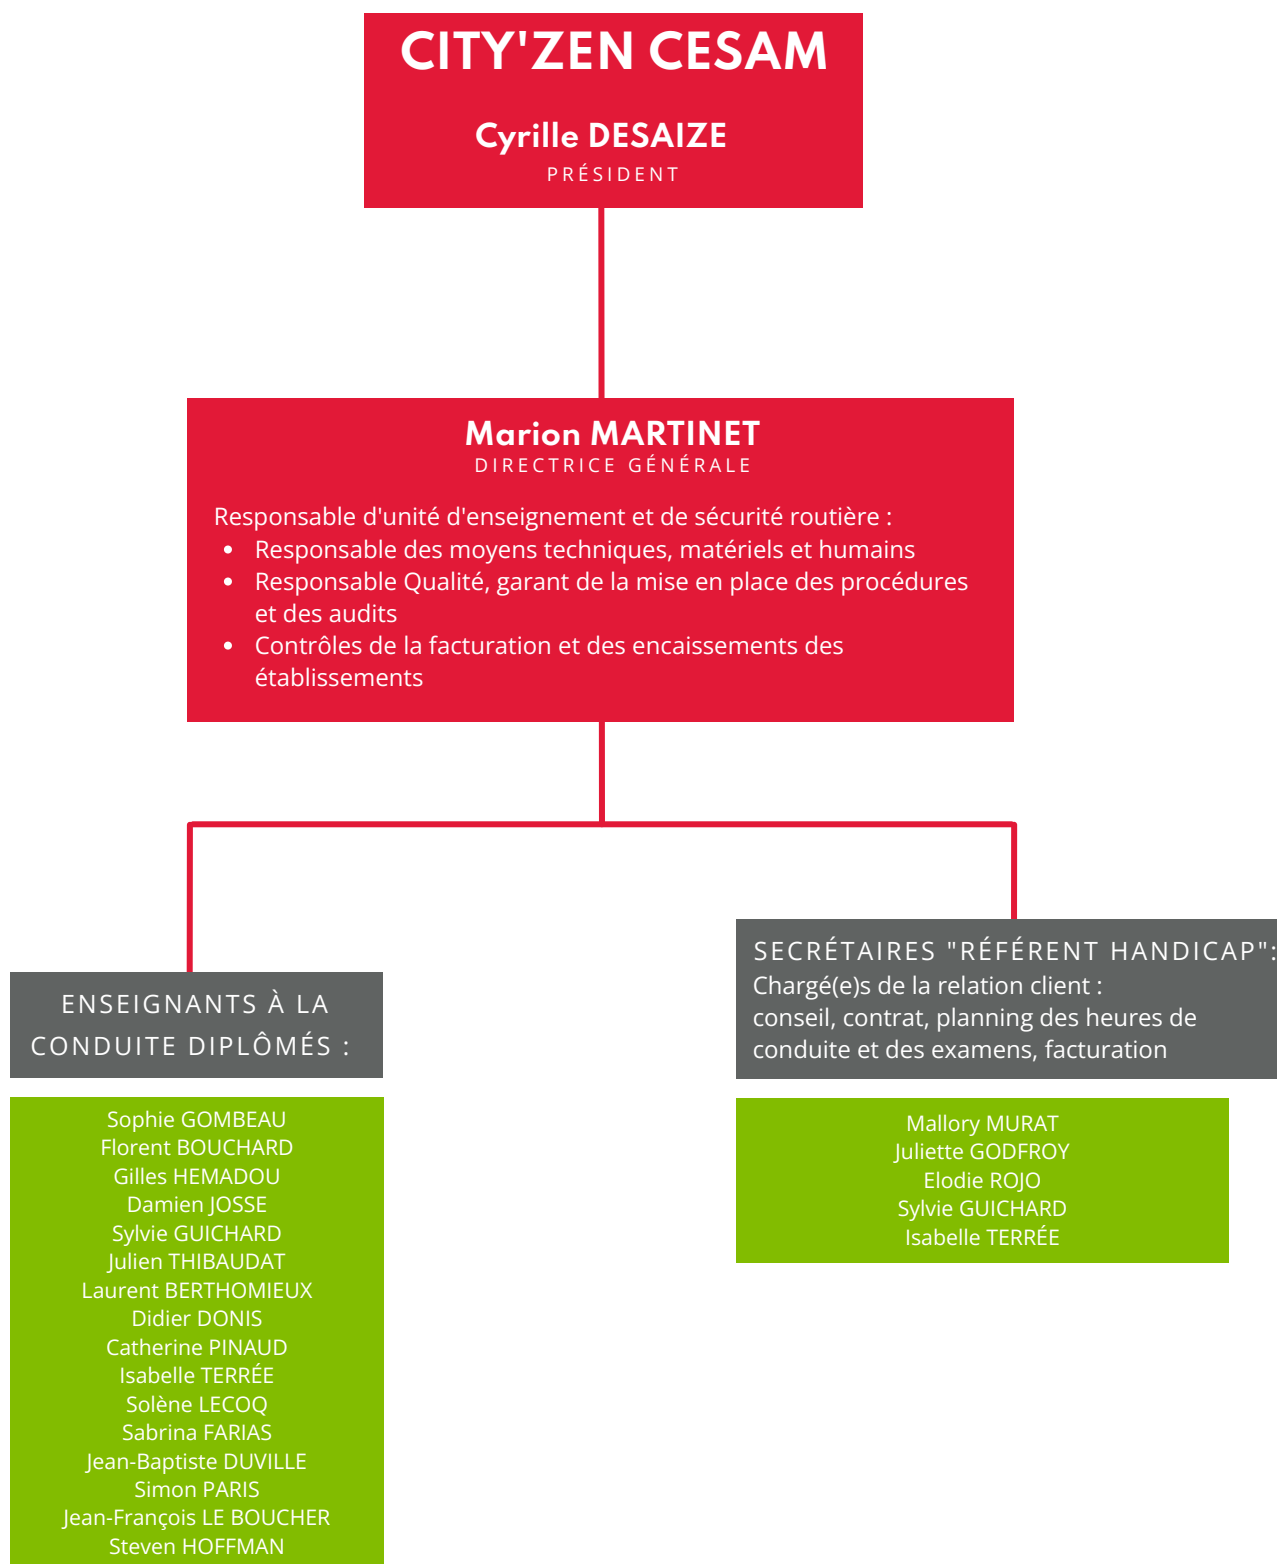 CITY'ZEN CESAM
Cyrille DESAIZE
PRÉSIDENT
Marion MARTINET
DIRECTRICE GÉNÉRALE
Responsable d'unité d'enseignement et de sécurité routière :
• Responsable des moyens techniques, matériels et humains
• Responsable Qualité, garant de la mise en place des procédures
et des audits
• Contrôles de la facturation et des encaissements des
établissements
ENSEIGNANTS À LA
CONDUITE DIPLÔMÉS :
Sophie GOMBEAU
Florent BOUCHARD
Gilles HEMADOU
Damien JOSSE
Sylvie GUICHARD
Julien THIBAUDAT
Laurent BERTHOMIEUX
Didier DONIS
Catherine PINAUD
Isabelle TERRÉE
Solène LECOQ
Sabrina FARIAS
Jean-Baptiste DUVILLE
Simon PARIS
Jean-François LE BOUCHER
Steven HOFFMAN
SECRÉTAIRES "RÉFÉRENT HANDICAP":
Chargé(e)s de la relation client :
conseil, contrat, planning des heures de
conduite et des examens, facturation
Mallory MURAT
Juliette GODFROY
Elodie ROJO
Sylvie GUICHARD
Isabelle TERRÉE